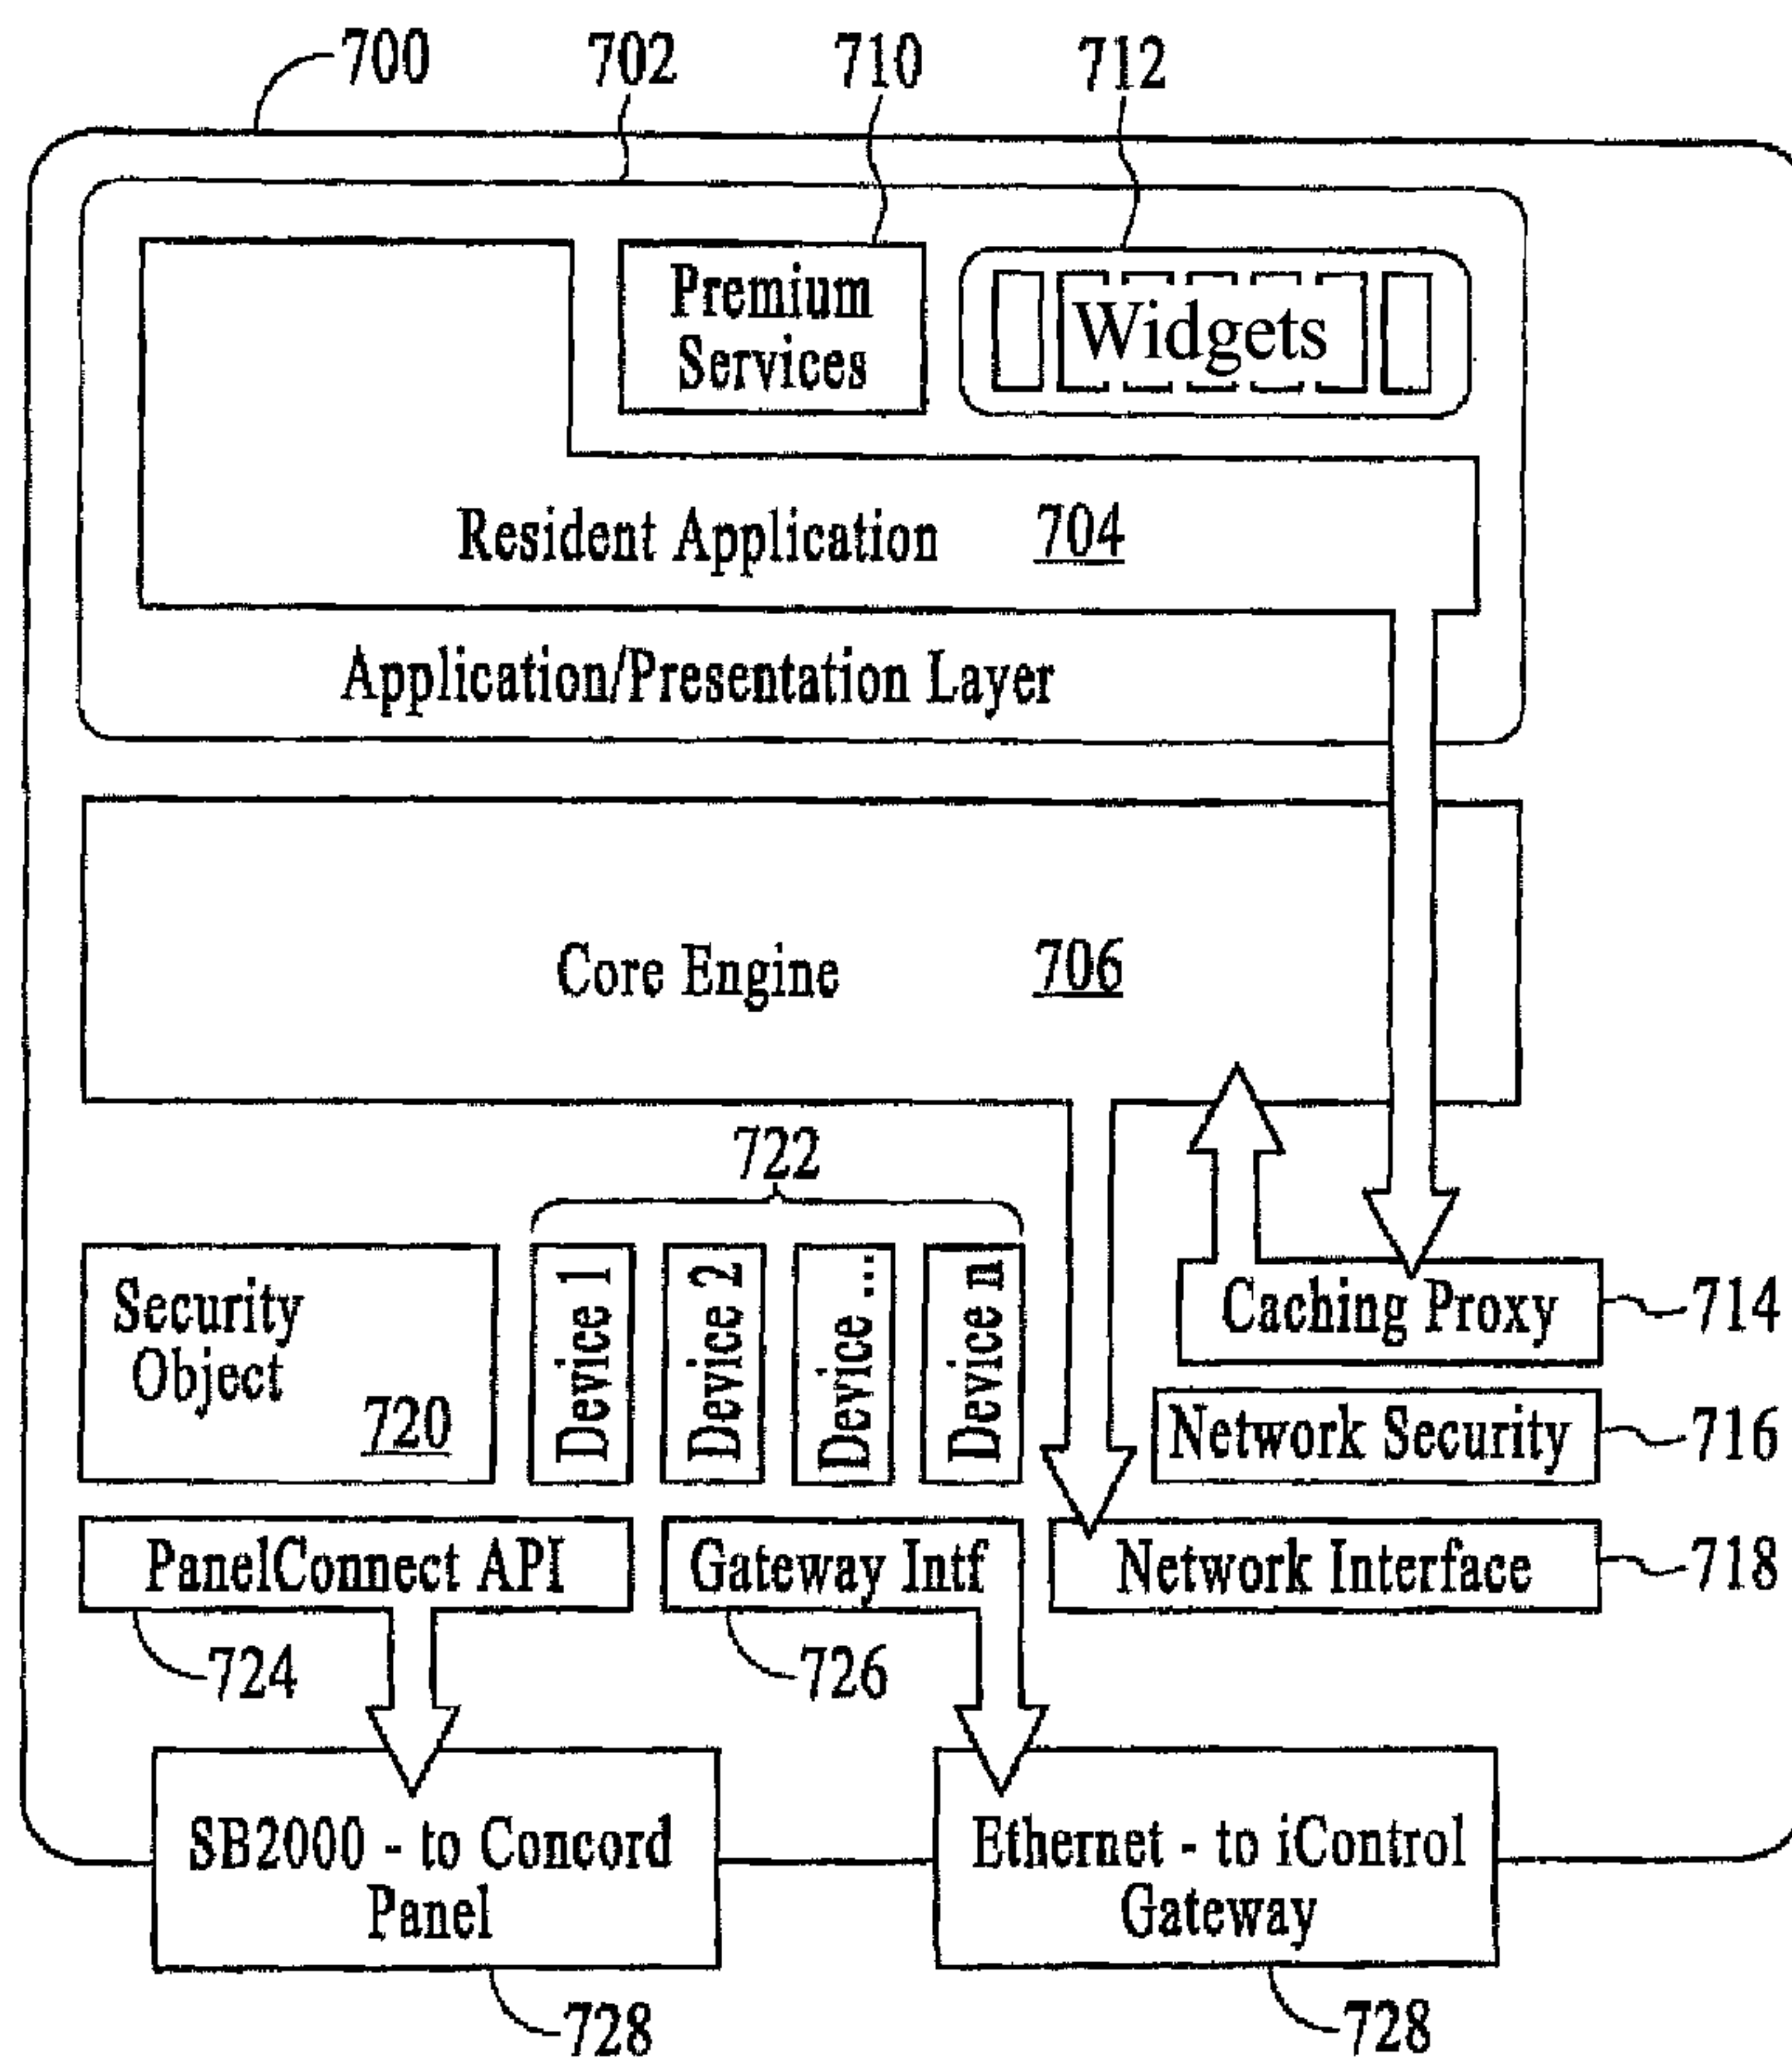 700
702
710
712
Premium
Services
Widgets
Resident Application 704
Application/Presentation Layer
Core Engine 706
722
Security
Object
720
Device 1
Device 2
Device ...
Device n
Caching Proxy
714
Network Security
716
PanelConnect API
Gateway Intf
Network Interface
718
724
726
SB2000 - to Concord
Panel
Ethernet - to iControl
Gateway
728
728